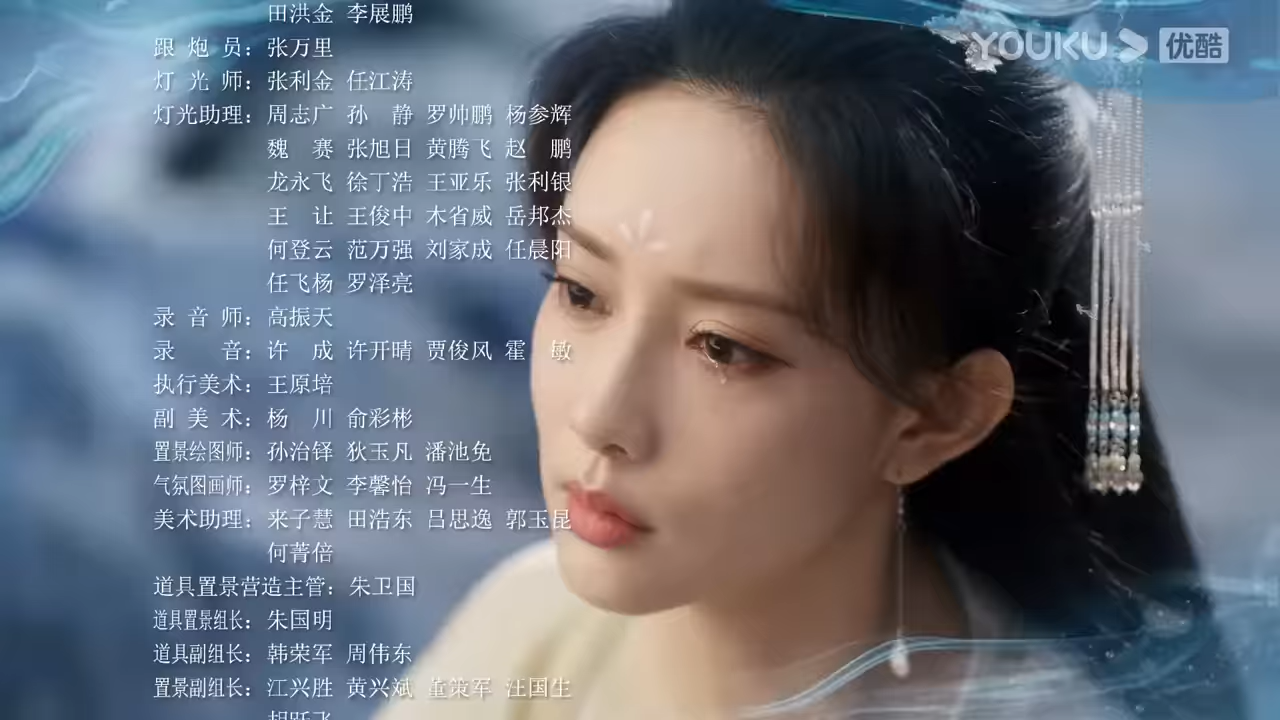 田洪金 李展鹏
YOUKU 优酷
跟炮员：张万里
灯光师：张利金 任江涛
灯光助理：周志广 孙静 罗帅鹏 杨参辉
魏赛 张旭日 黄腾飞 赵鹏
龙永飞 徐丁浩 王亚乐 张利银
王让 王俊中 木省威 岳邦杰
何登云 范万强 刘家成 任晨阳
任飞杨 罗泽亮
录音师：高振天
录音：许成 许开晴 贾俊风 霍敏
执行美术：王原培
副美术：杨川 俞彩彬
置景绘图师：孙治铎 狄玉凡 潘池免
气氛图画师：罗梓文 李馨怡 冯一生
美术助理：来子慧 田浩东 吕思逸 郭玉昆
何菁倍
道具置景营造主管：朱卫国
道具置景组长：朱国明
道具副组长：韩荣军 周伟东
置景副组长：江兴胜 黄兴斌 董策军 汪国生
胡跃飞